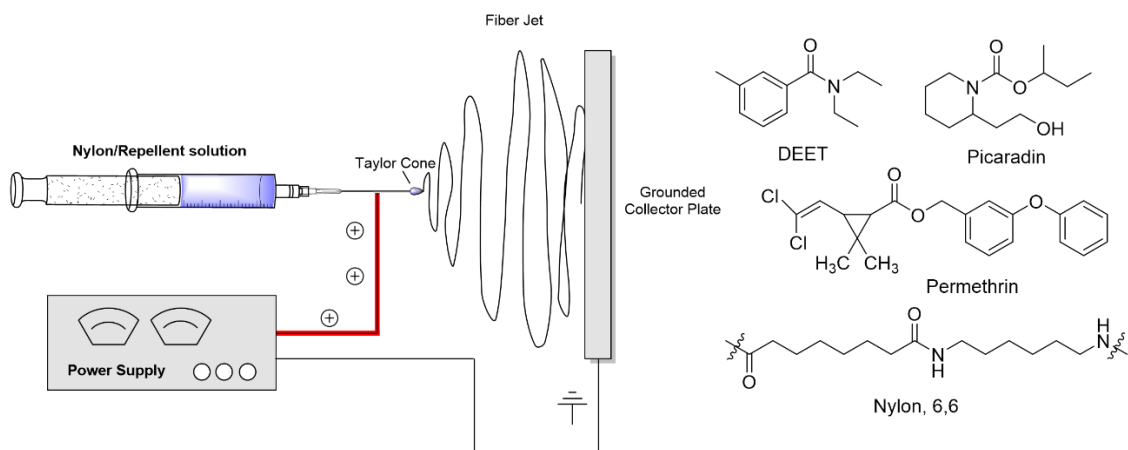 Fiber Jet
Nylon/Repellent solution
Taylor Cone
Grounded
Collector Plate
Power Supply
+
+
+
O
N
DEET
O
N
O
OH
Picaradin
Cl
Cl
O
O
O
H₃C
CH₃
Permethrin
O
O
N
H
H
N
Nylon, 6,6